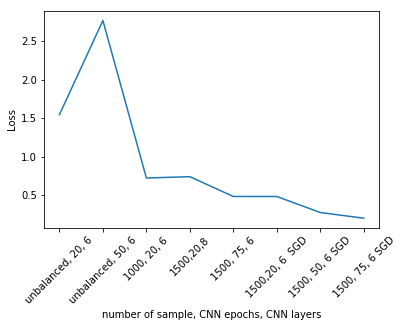 2.5
2.0
1.5
1.0
0.5
Loss
unbalanced, 20, 6
unbalanced, 50, 6
1000, 20, 6
1500,20,8
1500, 75, 6
1500,20, 6  SGD
1500, 50, 6 SGD
1500, 75, 6 SGD
number of sample, CNN epochs, CNN layers